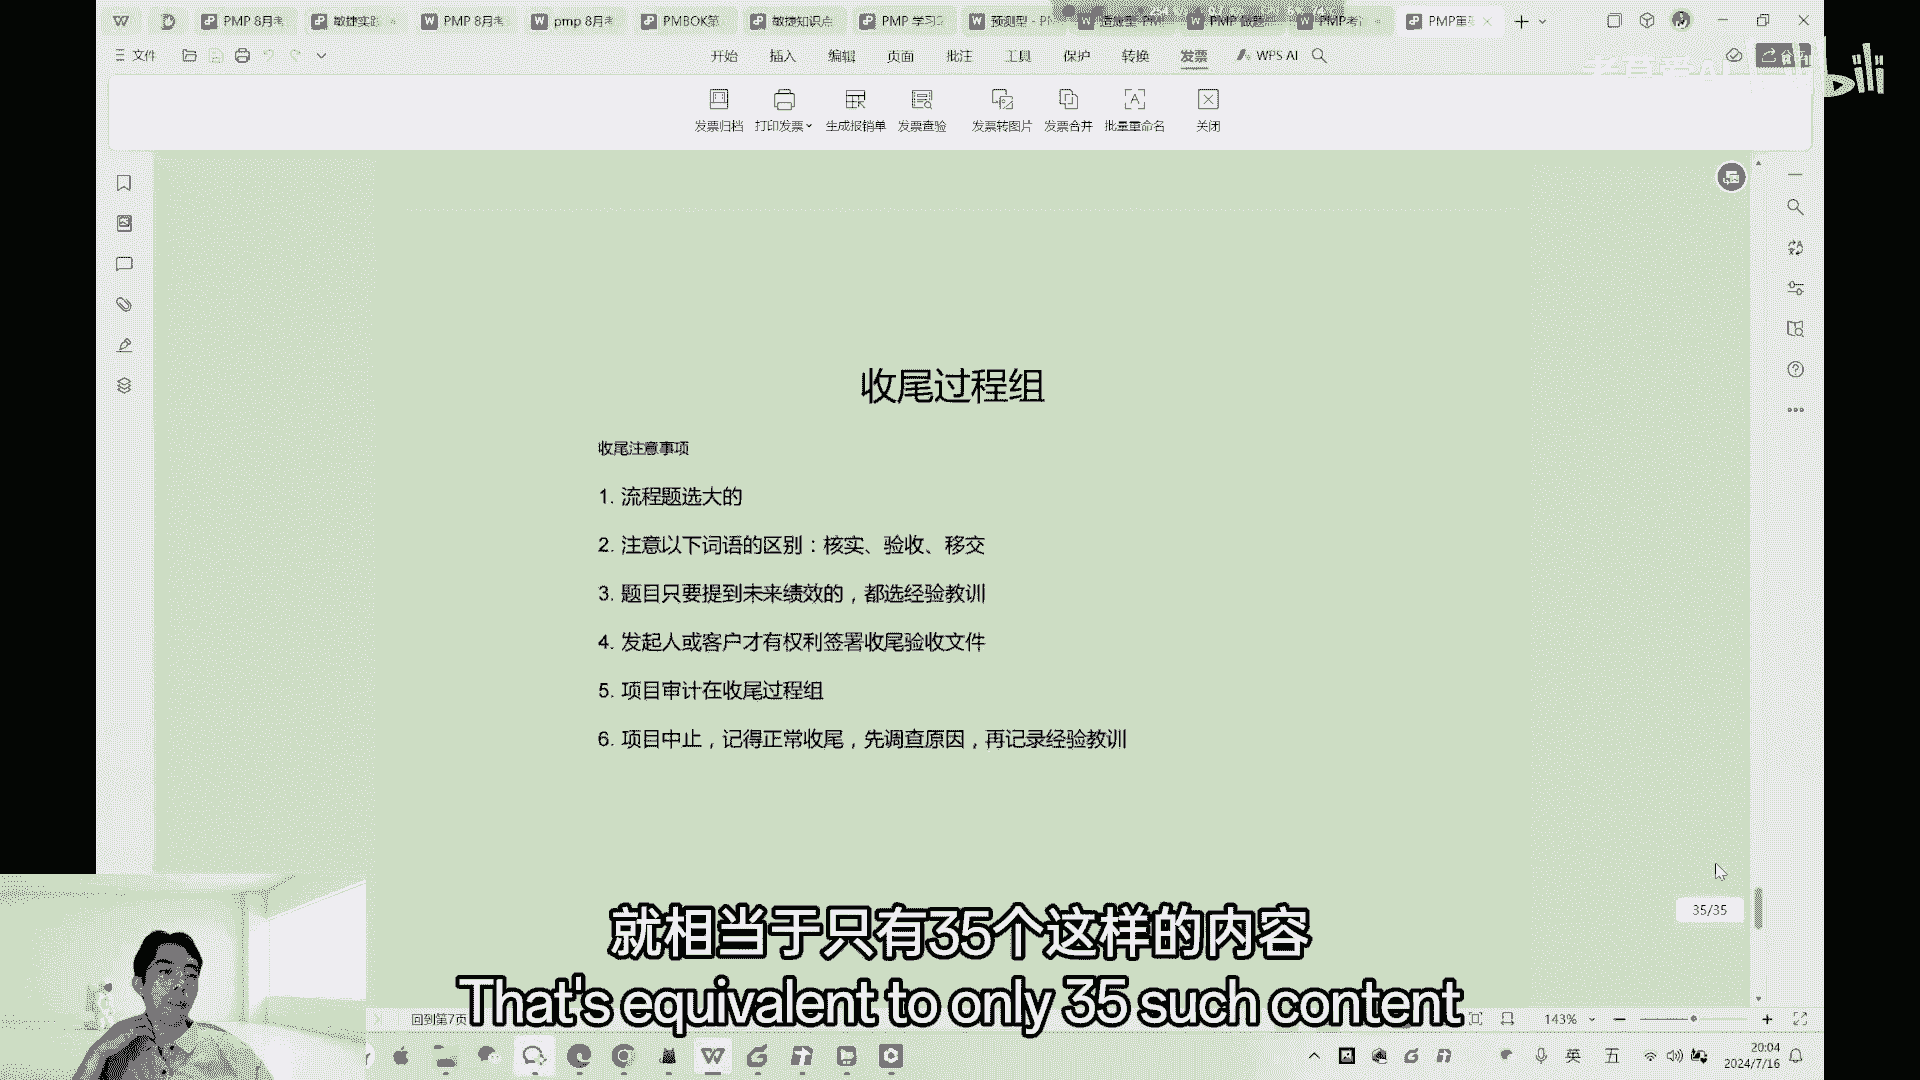 PMP 8月考
敏捷实践
PMP 8月考
pmp 8月考
PMBOK第
敏捷知识点
PMP 学习
预测型 - PM
PMP 做题
PMP考
PMP重
文件
开始 插入 编辑 页面 批注 工具 保护 转换 发票 WPS AI
发票归档 打印发票 生成报销单 发票查验 发票转图片 发票合并 批量重命名 关闭
bili
收尾过程组
收尾注意事项
1. 流程题选大的
2. 注意以下词语的区别：核实、验收、移交
3. 题目只要提到未来绩效的，都选经验教训
4. 发起人或客户才有权利签署收尾验收文件
5. 项目审计在收尾过程组
6. 项目中止，记得正常收尾，先调查原因，再记录经验教训
35/35
就相当于只有35个这样的内容
That's equivalent to only 35 such content
回到第7页
143%
英
五
20:04
2024/7/16